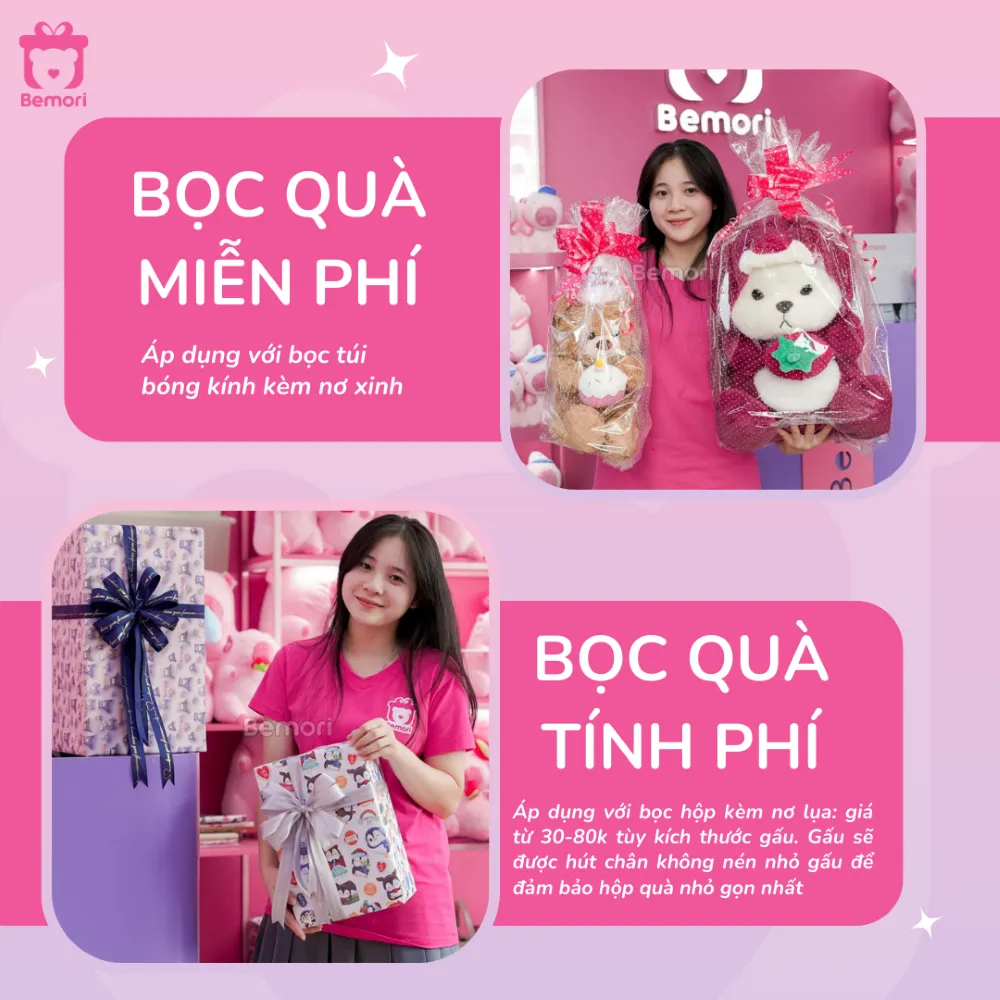 Bemori
Bemori
BỌC QUÀ
MIỄN PHÍ
Áp dụng với bọc túi
bóng kính kèm nơ xinh
Bemori
Bemori
Bemori
BỌC QUÀ
TÍNH PHÍ
Áp dụng với bọc hộp kèm nơ lụa: giá
từ 30-80k tùy kích thước gấu. Gấu sẽ
được hút chân không nén nhỏ gấu để
đảm bảo hộp quà nhỏ gọn nhất